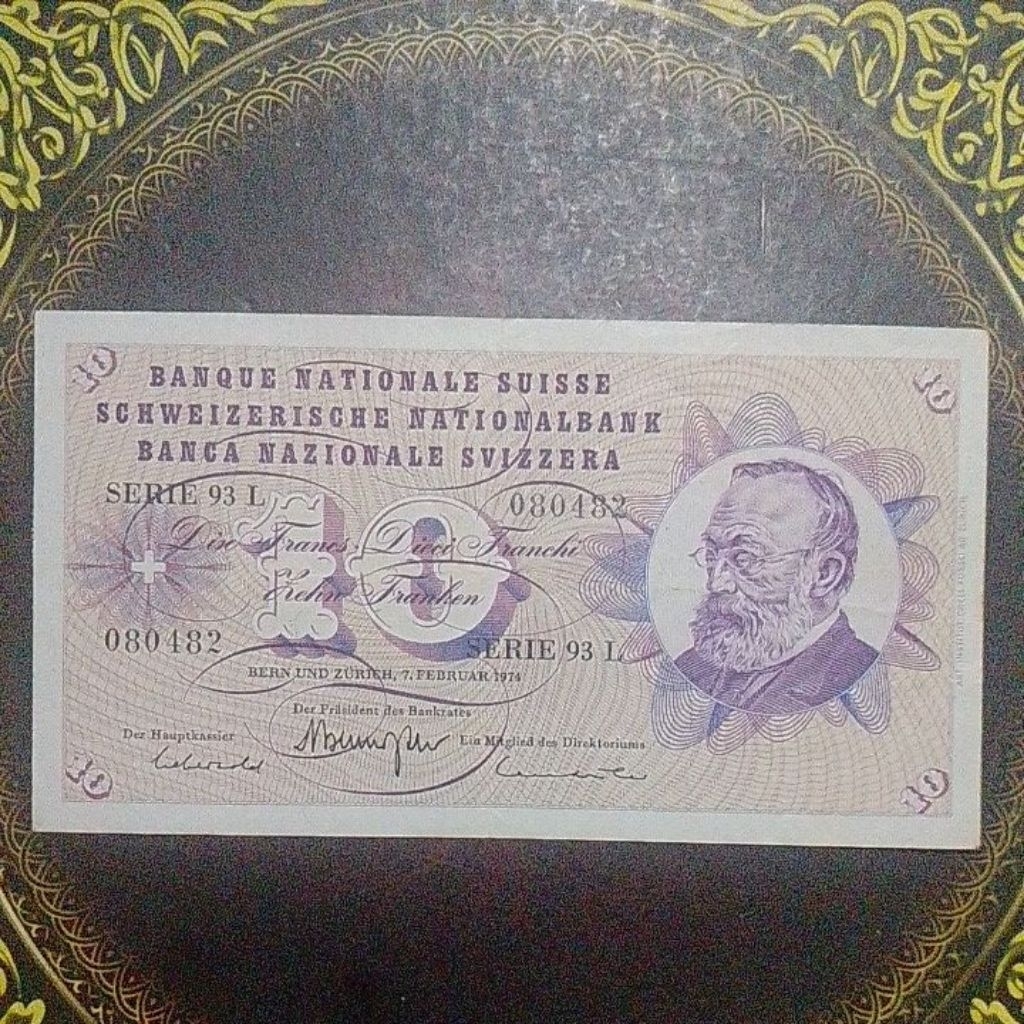 10 10
BANQUE NATIONALE SUISSE
SCHWEIZERISCHE NATIONALBANK
BANCA NAZIONALE SVIZZERA
SERIE 93 L 080482
10
Dix Francs. Dieci Franchi
Zehn Franken
080482 SERIE 93 L
BERN UND ZÜRICH, 7. FEBRUAR 1974
Der Präsident des Bankrates
Der Hauptkassier Ein Mitglied des Direktoriums
10 10